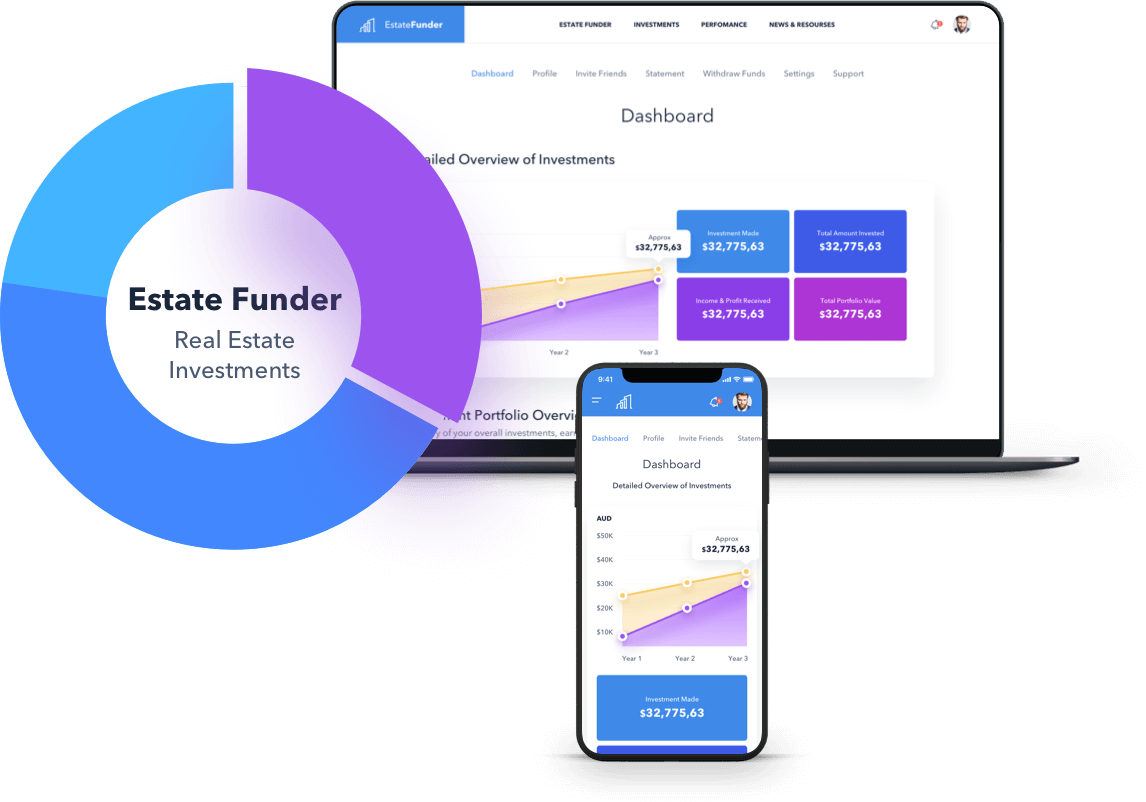 EstateFunder
ESTATE FUNDER
INVESTMENTS
PERFOMANCE
NEWS & RESOURSES
Dashboard
Profile
Invite Friends
Statement
Withdraw Funds
Settings
Support
Dashboard
ailed Overview of Investments
Approx
$32,775,63
Investment Made
$32,775,63
Total Amount Invested
$32,775,63
Income & Profit Received
$32,775,63
Total Portfolio Value
$32,775,63
Year 2
Year 3
nt Portfolio Overvi
y of your overall investments, ear
Estate Funder
Real Estate
Investments
9:41
Dashboard
Profile
Invite Friends
Stateme
Dashboard
Detailed Overview of Investments
AUD
$50K
$40K
$30K
$20K
$10K
Approx
$32,775,63
Year 1
Year 2
Year 3
Investment Made
$32,775,63